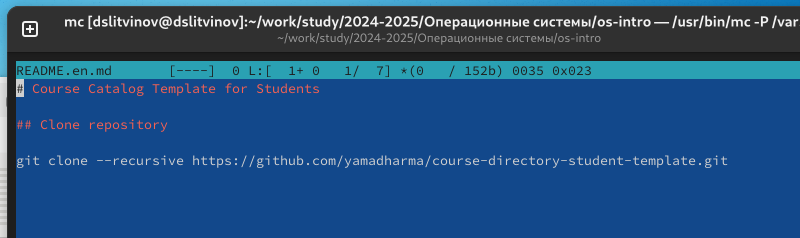 mc [dslitvinov@dslitvinov]:~/work/study/2024-2025/Операционные системы/os-intro — /usr/bin/mc -P /var
~/work/study/2024-2025/Операционные системы/os-intro
README.en.md       [----]  0 L:[  1+ 0   1/  7] *(0   / 152b) 0035 0x023
# Course Catalog Template for Students
## Clone repository
git clone --recursive https://github.com/yamadharma/course-directory-student-template.git